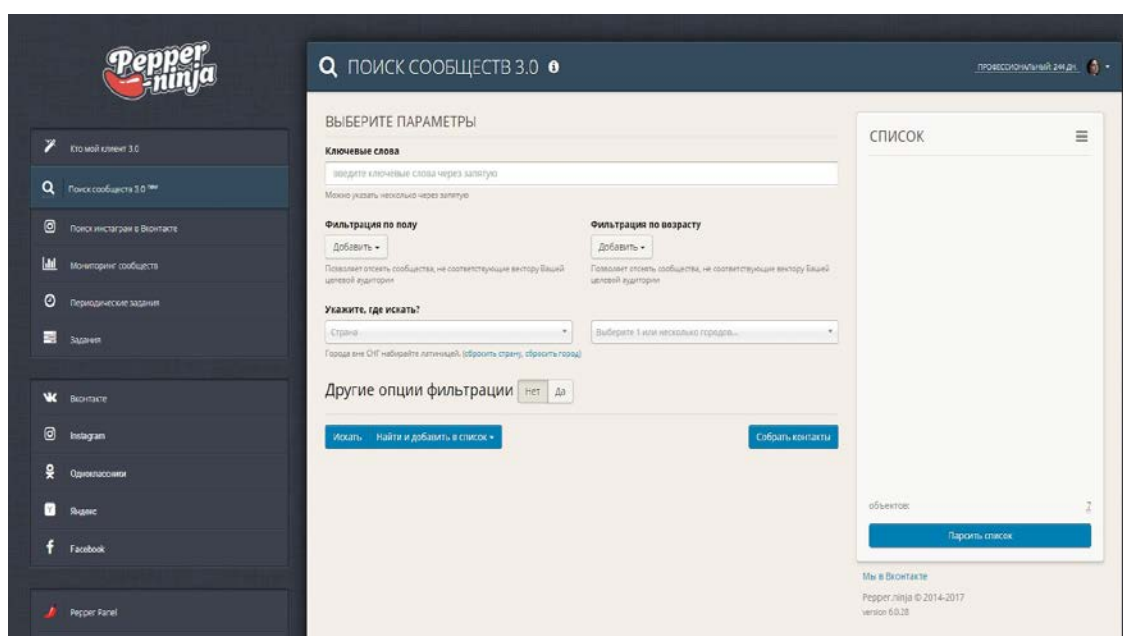 Pepper
-ninja
ПОИСК СООБЩЕСТВ 3.0
ПРОФЕССИОНАЛЬНЫЙ 244 ДН.
Кто мой клиент 3.0
Поиск сообществ 3.0 new
Поиск инстаграм в Вконтакте
Мониторинг сообществ
Периодические задания
Задания
Вконтакте
Instagram
Одноклассники
Яндекс
Facebook
Pepper Panel
ВЫБЕРИТЕ ПАРАМЕТРЫ
Ключевые слова
введите ключевые слова через запятую
Можно указать несколько через запятую
Фильтрация по полу
Добавить
Позволяет отсеять сообщества, не соответствующие вектору Вашей
целевой аудитории
Фильтрация по возрасту
Добавить
Позволяет отсеять сообщества, не соответствующие вектору Вашей
целевой аудитории
Укажите, где искать?
Страна
Выберите 1 или несколько городов...
Города вне СНГ набирайте латиницей. (сбросить страну, сбросить город)
Другие опции фильтрации Нет Да
Искать Найти и добавить в список
Собрать контакты
СПИСОК
объектов: 7
Парсить список
Мы в Вконтакте
Pepper.ninja © 2014-2017
version 6.0.28